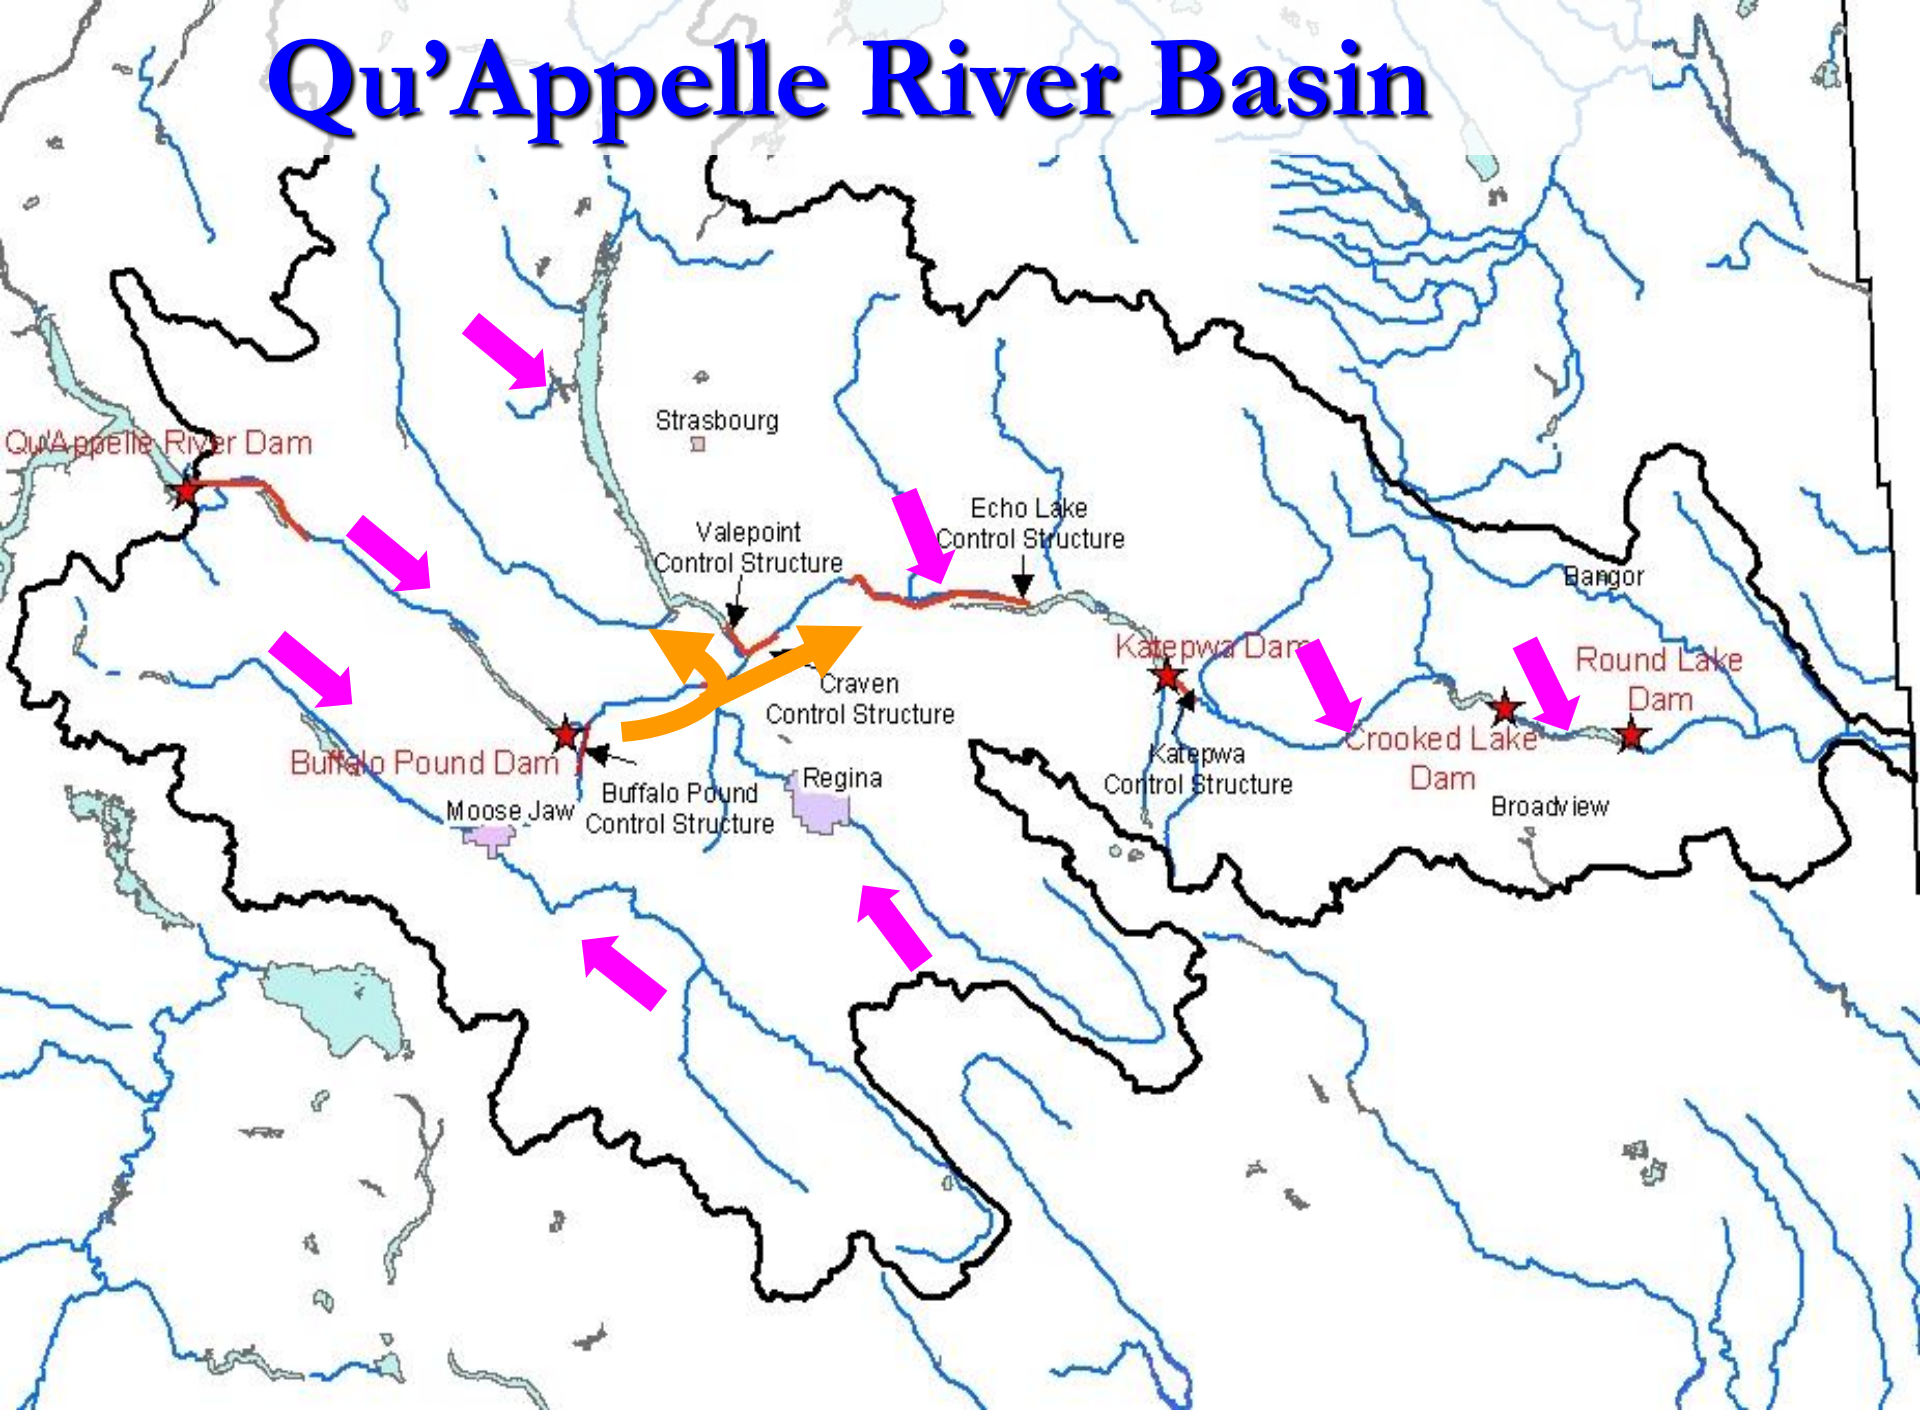 Qu’Appelle River Basin
Strasbourg
Qu'Appelle River Dam
Echo Lake
Control Structure
Valepoint
Control Structure
Bangor
Katepwa Dam
Round Lake
Dam
Craven
Control Structure
Crooked Lake
Dam
Buffalo Pound Dam
Katepwa
Control Structure
Regina
Buffalo Pound
Control Structure
Moose Jaw
Broadview